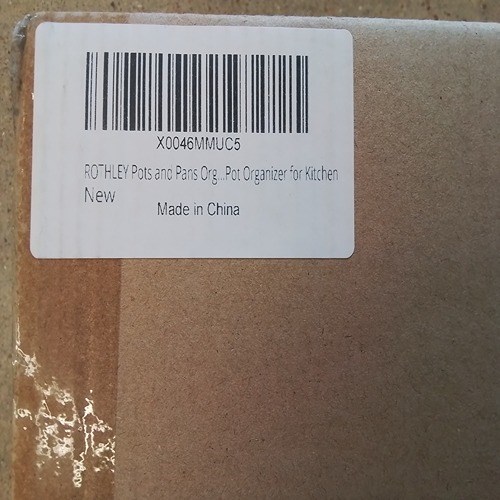 X0046MMUC5
ROTHLEY Pots and Pans Org...Pot Organizer for Kitchen
New
Made in China